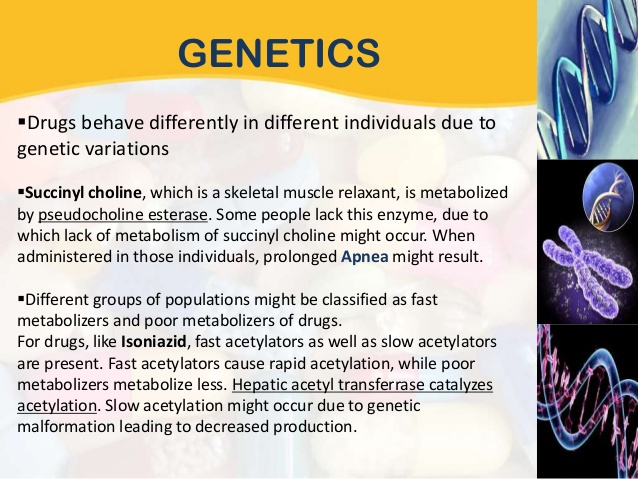 GENETICS
▪Drugs behave differently in different individuals due to
genetic variations
▪Succinyl choline, which is a skeletal muscle relaxant, is metabolized
by pseudocholine esterase. Some people lack this enzyme, due to
which lack of metabolism of succinyl choline might occur. When
administered in those individuals, prolonged Apnea might result.
▪Different groups of populations might be classified as fast
metabolizers and poor metabolizers of drugs.
For drugs, like Isoniazid, fast acetylators as well as slow acetylators
are present. Fast acetylators cause rapid acetylation, while poor
metabolizers metabolize less. Hepatic acetyl transferrase catalyzes
acetylation. Slow acetylation might occur due to genetic
malformation leading to decreased production.